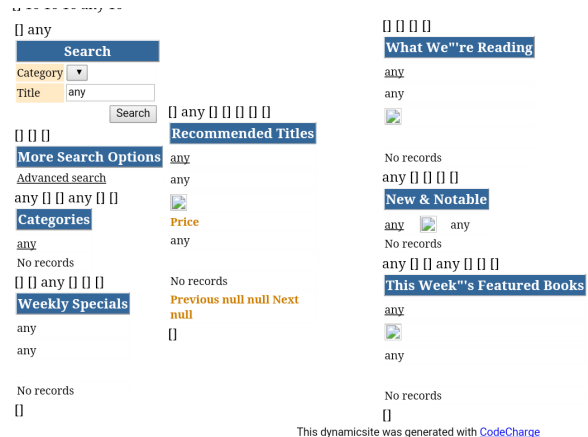 [] any
Search
Category ▼
Title any
Search
[] [] []
More Search Options
Advanced search
any [] [] any [] []
Categories
any
No records
[] [] any [] [] []
Weekly Specials
any
any
No records
[]
[] any [] [] [] [] []
Recommended Titles
any
any
Price
any
No records
Previous null null Next
null
[]
[] [] [] []
What We"'re Reading
any
any
No records
any [] [] [] []
New & Notable
any any
No records
any [] [] any [] [] []
This Week"'s Featured Books
any
any
No records
[]
This dynamicsite was generated with CodeCharge